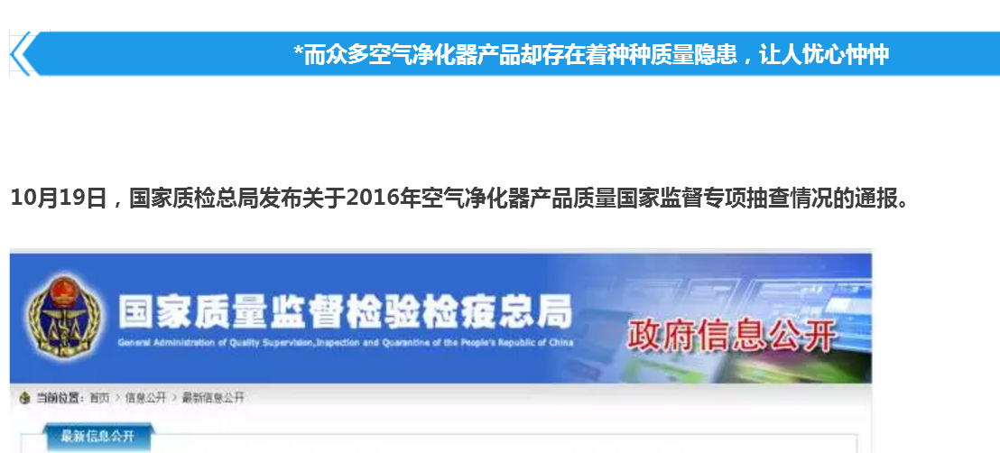 *而众多空气净化器产品却存在着种种质量隐患，让人忧心忡忡
10月19日，国家质检总局发布关于2016年空气净化器产品质量国家监督专项抽查情况的通报。
国家质量监督检验检疫总局
General Administration of Quality Supervision,Inspection and Quarantine of the People's Republic of China
政府信息公开
当前位置：首页 > 信息公开 > 最新信息公开
最新信息公开